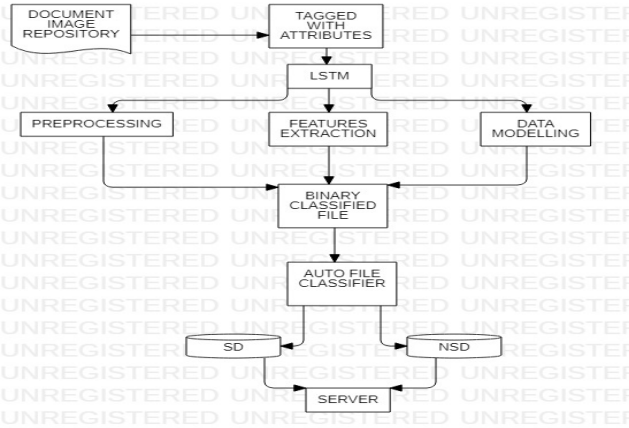 DOCUMENT
IMAGE
REPOSITORY
TAGGED
WITH
ATTRIBUTES
LSTM
PREPROCESSING
FEATURES
EXTRACTION
DATA
MODELLING
BINARY
CLASSIFIED
FILE
AUTO FILE
CLASSIFIER
SD
NSD
SERVER
UNREGISTERED